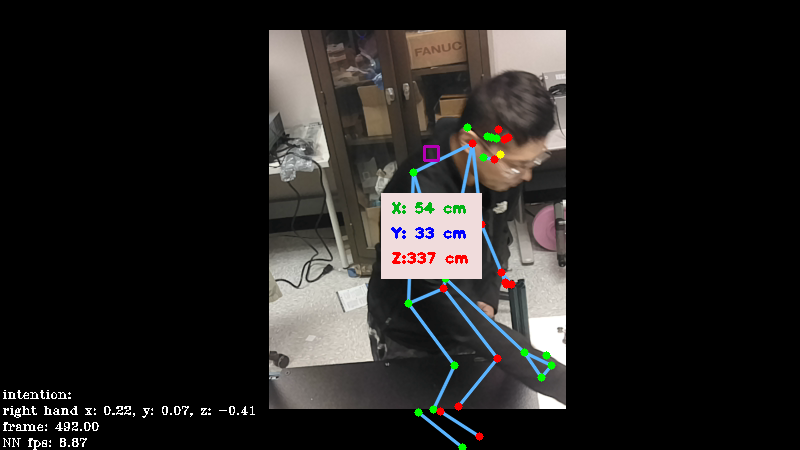 FANUC
X: 54 cm
Y: 33 cm
Z:337 cm
intention:
right hand x: 0.22, y: 0.07, z: -0.41
frame: 492.00
NN fps: 8.87